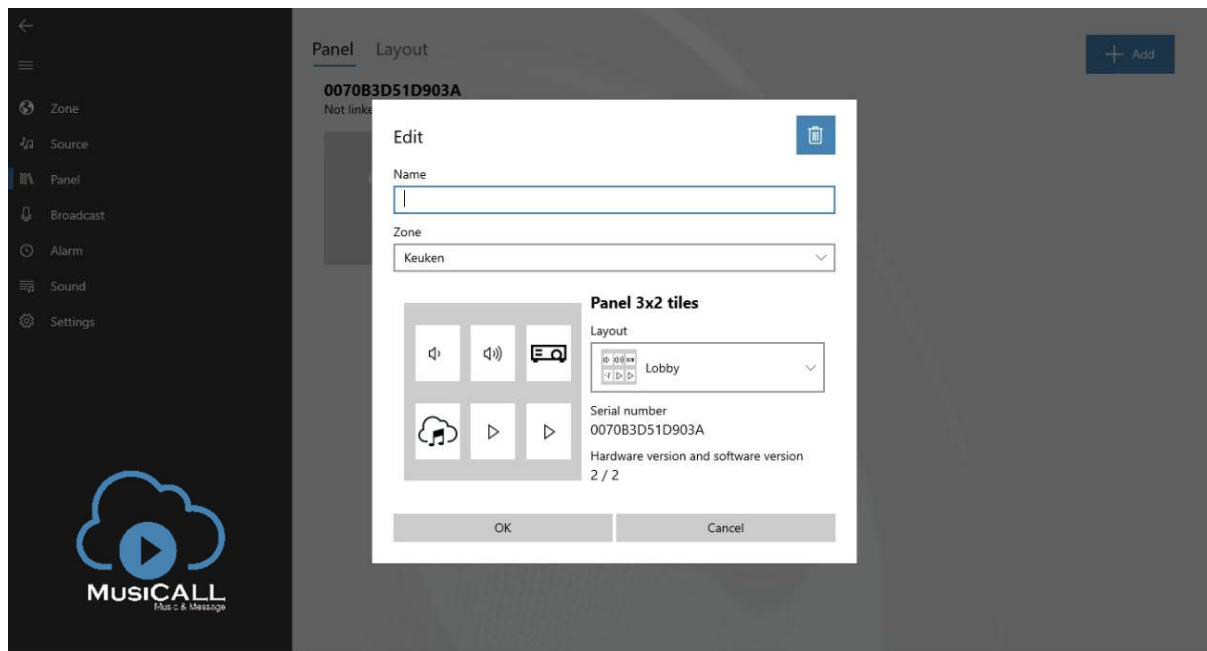 Panel Layout
Add
0070B3D51D903A
Not linke
Zone
Source
Panel
Broadcast
Alarm
Sound
Settings
Edit
Name
Zone
Keuken
Panel 3x2 tiles
Layout
Lobby
Serial number
0070B3D51D903A
Hardware version and software version
2 / 2
OK Cancel
MUSICALL
Music & Message